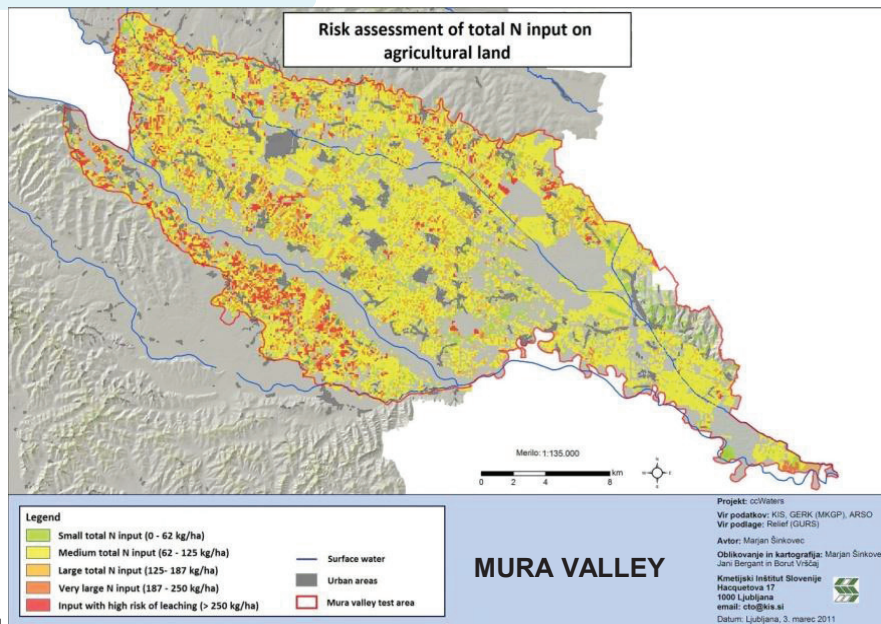 Risk assessment of total N input on
agricultural land
Merilo: 1:135.000
0 2 4 8 km
Legend
Small total N input (0 - 62 kg/ha)
Medium total N input (62 - 125 kg/ha)
Large total N input (125- 187 kg/ha)
Very large N input (187 - 250 kg/ha)
Input with high risk of leaching (> 250 kg/ha)
Surface water
Urban areas
Mura valley test area
MURA VALLEY
Projekt: ccWaters
Vir podatkov: KIS, GERK (MKGP), ARSO
Vir podlage: Relief (GURS)
Avtor: Marjan Šinkovec
Oblikovanje in kartografija: Marjan Šinkove
Jani Bergant in Borut Vrščaj
Kmetijski Inštitut Slovenije
Hacquetova 17
1000 Ljubljana
email: cto@kis.si
Datum: Ljubljana, 3. marec 2011